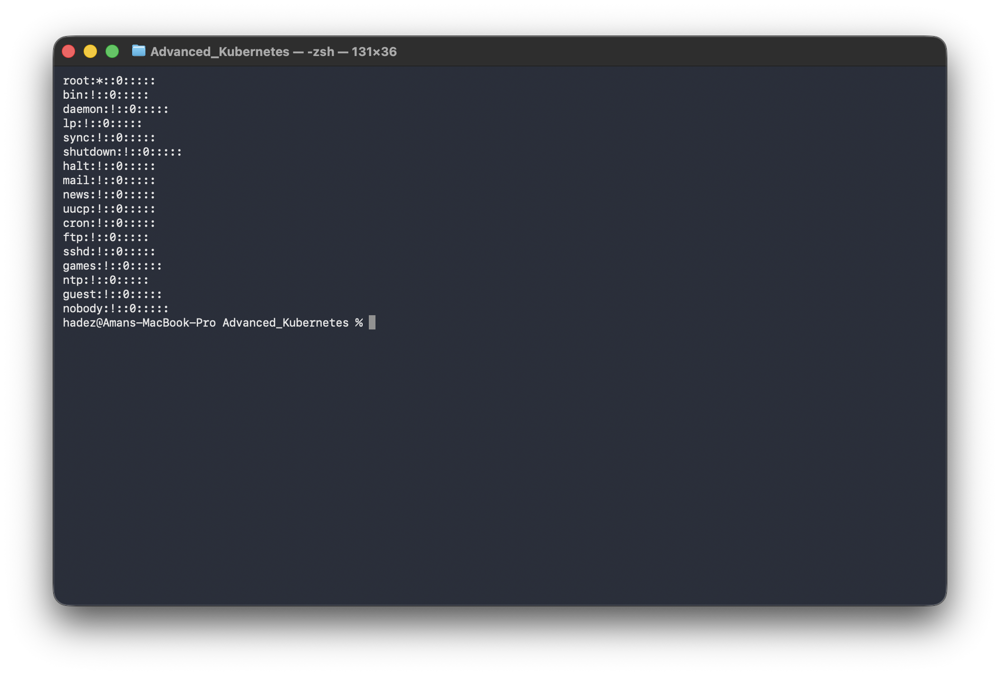 Advanced_Kubernetes — -zsh — 131×36
root:*::0:::::
bin:!::0:::::
daemon:!::0:::::
lp:!::0:::::
sync:!::0:::::
shutdown:!::0:::::
halt:!::0:::::
mail:!::0:::::
news:!::0:::::
uucp:!::0:::::
cron:!::0:::::
ftp:!::0:::::
sshd:!::0:::::
games:!::0:::::
ntp:!::0:::::
guest:!::0:::::
nobody:!::0:::::
hadez@Amans-MacBook-Pro Advanced_Kubernetes %